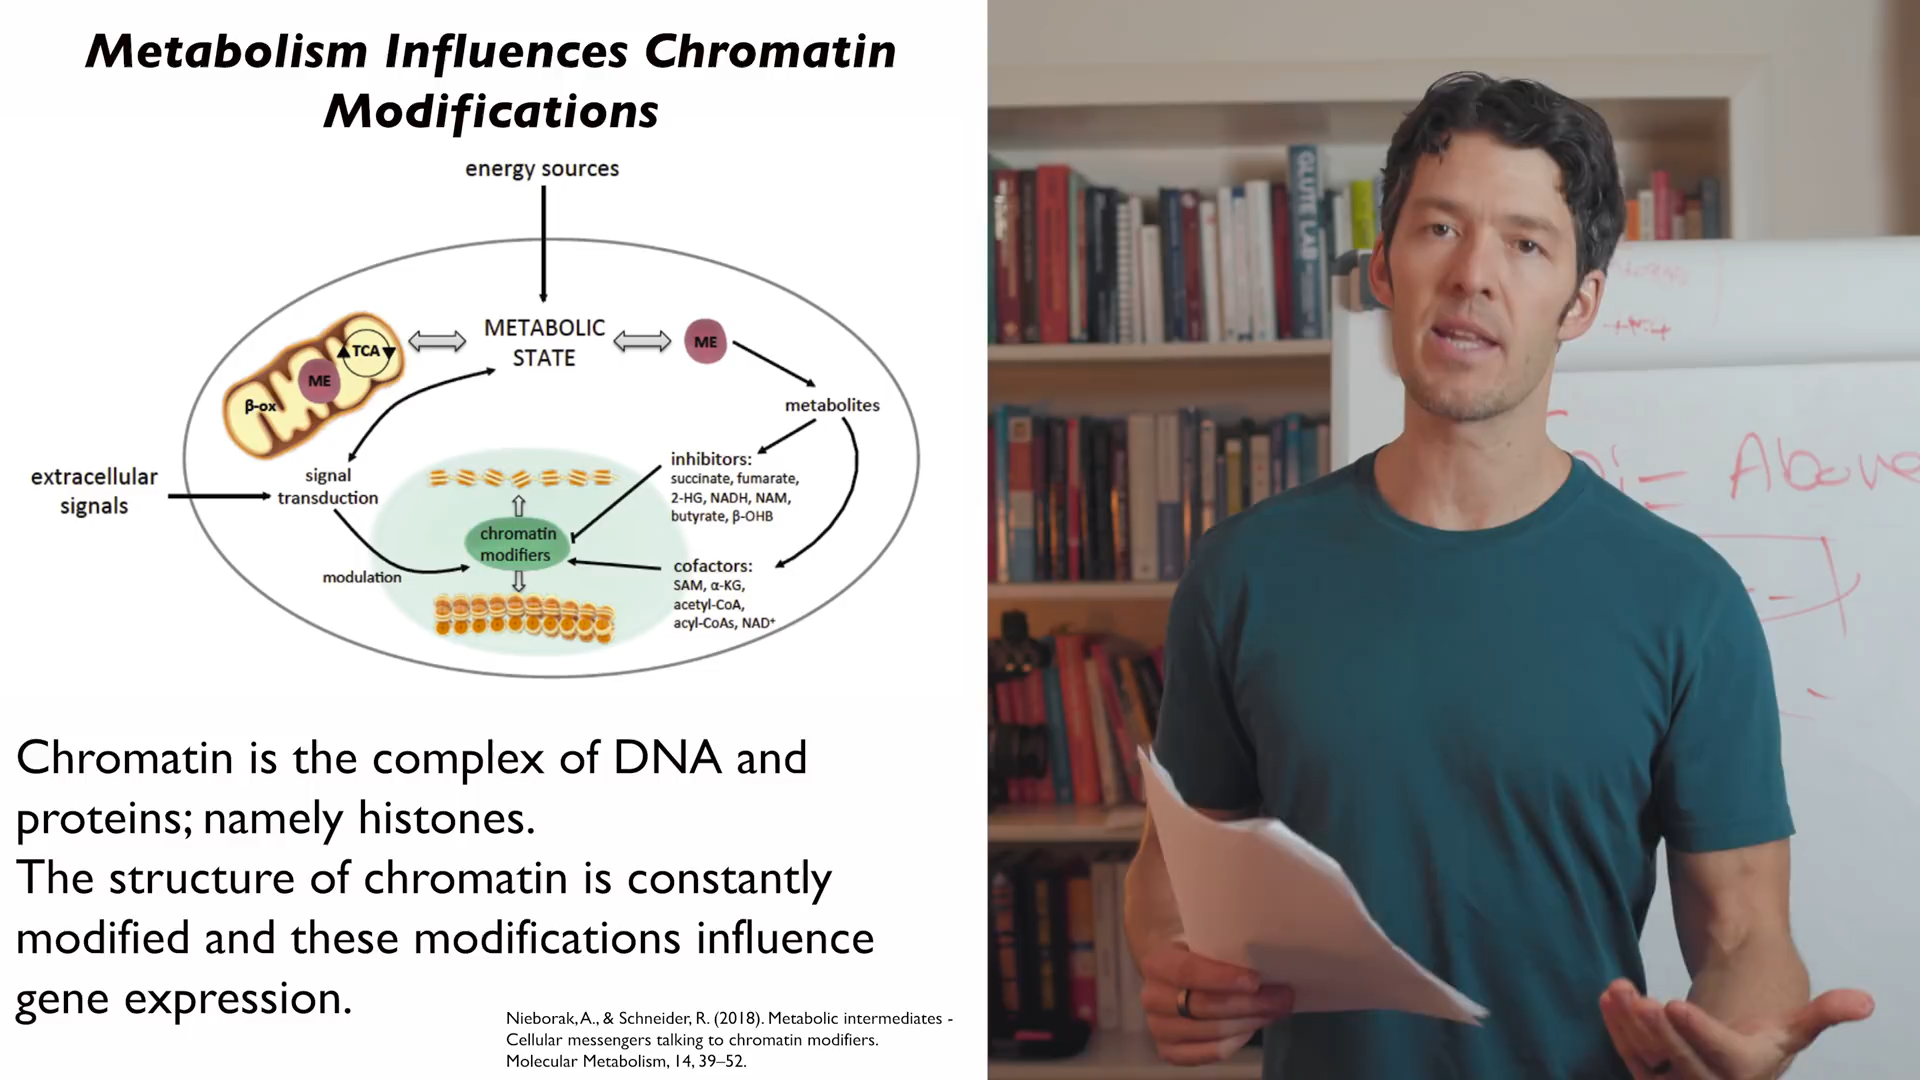 Metabolism Influences Chromatin
Modifications
energy sources
METABOLIC
STATE
TCA
ME
β-ox
ME
metabolites
extracellular
signals
signal
transduction
modulation
chromatin
modifiers
inhibitors:
succinate, fumarate,
2-HG, NADH, NAM,
butyrate, β-OHB
cofactors:
SAM, α-KG,
acetyl-CoA,
acyl-CoAs, NAD⁺
Chromatin is the complex of DNA and
proteins; namely histones.
The structure of chromatin is constantly
modified and these modifications influence
gene expression.
Nieborak, A., & Schneider, R. (2018). Metabolic intermediates -
Cellular messengers talking to chromatin modifiers.
Molecular Metabolism, 14, 39–52.
GLUTE LAB
= Above